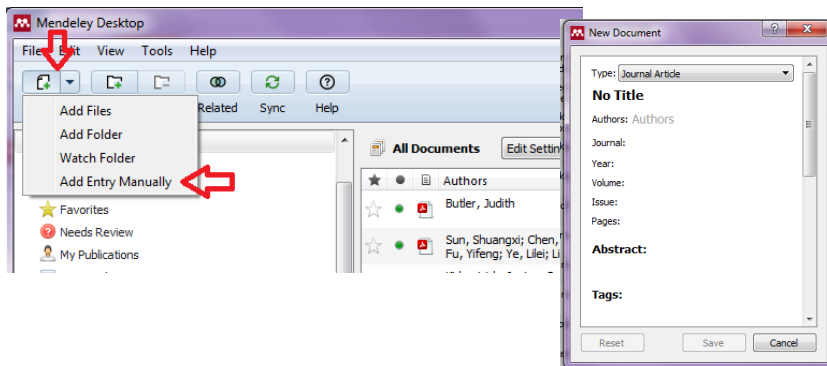 Mendeley Desktop
File Edit View Tools Help
Related Sync Help
Add Files
Add Folder
Watch Folder
Add Entry Manually
Favorites
Needs Review
My Publications
All Documents
Authors
Butler, Judith
Sun, Shuangxi; Chen,
Fu, Yifeng; Ye, Lilei; Li
New Document
Type: Journal Article
No Title
Authors: Authors
Journal:
Year:
Volume:
Issue:
Pages:
Abstract:
Tags:
Reset Save Cancel